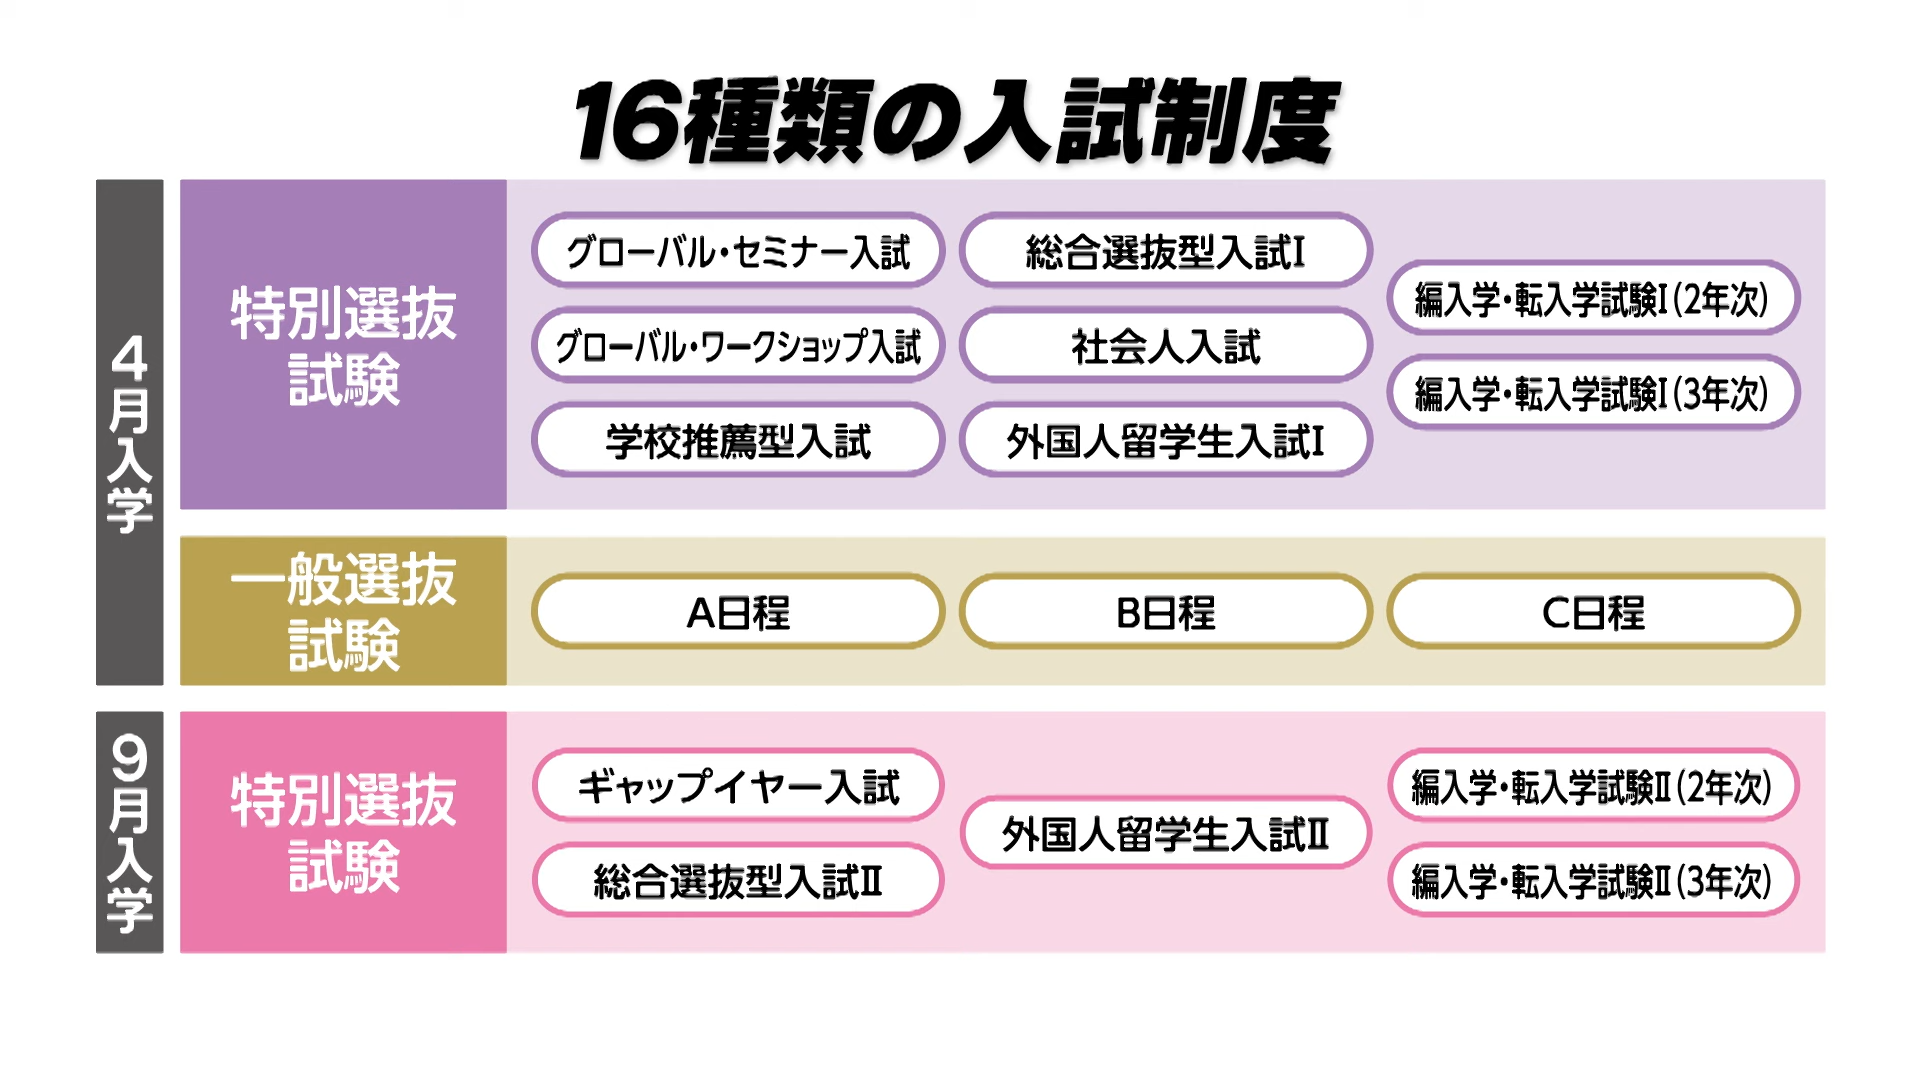 16種類の入試制度
4月入学
特別選抜
試験
グローバル・セミナー入試
グローバル・ワークショップ入試
学校推薦型入試
総合選抜型入試Ⅰ
社会人入試
外国人留学生入試Ⅰ
編入学・転入学試験Ⅰ(2年次)
編入学・転入学試験Ⅰ(3年次)
一般選抜
試験
A日程
B日程
C日程
9月入学
特別選抜
試験
ギャップイヤー入試
総合選抜型入試Ⅱ
外国人留学生入試Ⅱ
編入学・転入学試験Ⅱ(2年次)
編入学・転入学試験Ⅱ(3年次)